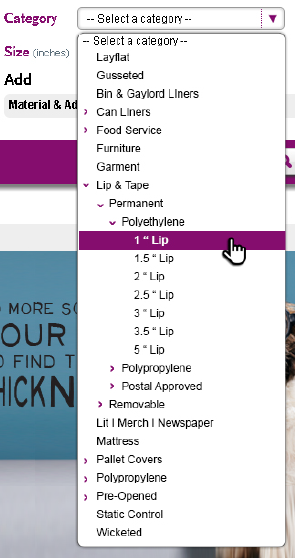 Category
-- Select a category --
-- Select a category --
Size (inches)
Layflat
Gusseted
Add
Bin & Gaylord Liners
Material & Ad
Can Liners
Food Service
Furniture
Garment
Lip & Tape
Permanent
Polyethylene
1 “ Lip
1.5 “ Lip
2 “ Lip
2.5 “ Lip
3 “ Lip
3.5 “ Lip
5 “ Lip
Polypropylene
Postal Approved
Removable
Lit | Merch | Newspaper
Mattress
Pallet Covers
Polypropylene
Pre-Opened
Static Control
Wicketed
MORE SO
OUR
O FIND T
HICKN